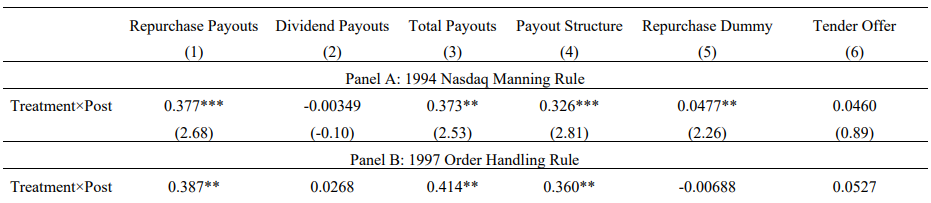 Repurchase Payouts Dividend Payouts Total Payouts Payout Structure Repurchase Dummy Tender Offer
(1) (2) (3) (4) (5) (6)
Panel A: 1994 Nasdaq Manning Rule
Treatment×Post 0.377*** -0.00349 0.373** 0.326*** 0.0477** 0.0460
(2.68) (-0.10) (2.53) (2.81) (2.26) (0.89)
Panel B: 1997 Order Handling Rule
Treatment×Post 0.387** 0.0268 0.414** 0.360** -0.00688 0.0527